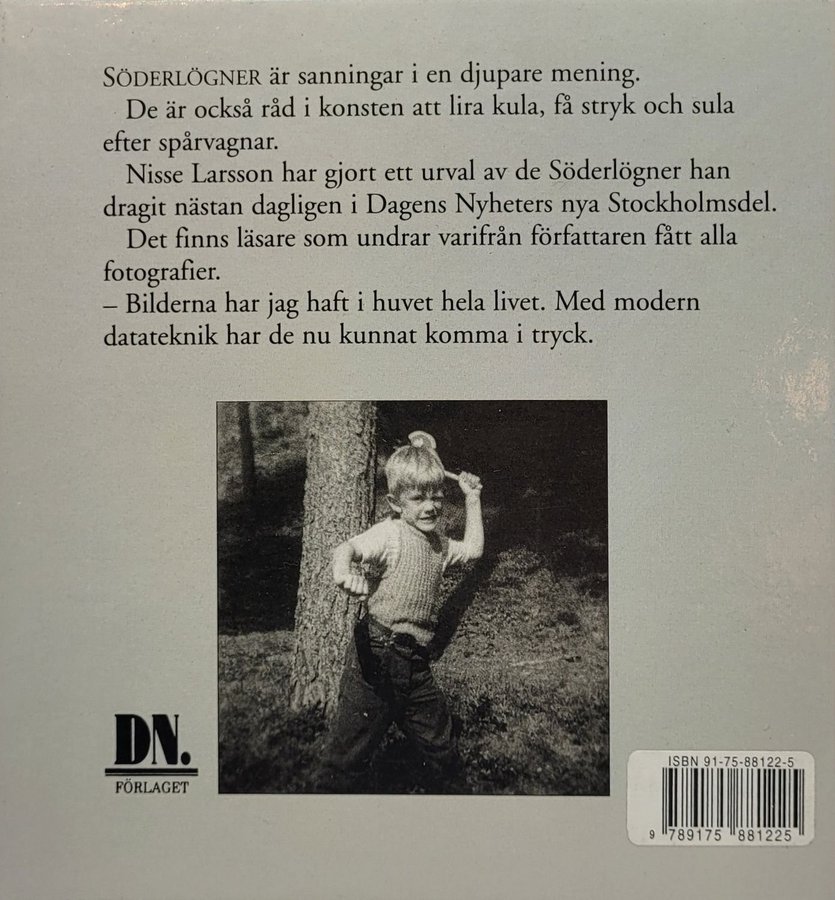 SÖDERLÖGNER är sanningar i en djupare mening.
De är också råd i konsten att lira kula, få stryk och sula
efter spårvagnar.
Nisse Larsson har gjort ett urval av de Söderlögner han
dragit nästan dagligen i Dagens Nyheters nya Stockholmsdel.
Det finns läsare som undrar varifrån författaren fått alla
fotografier.
– Bilderna har jag haft i huvet hela livet. Med modern
datateknik har de nu kunnat komma i tryck.
DN.
FÖRLAGET
ISBN 91-75-88122-5
9 789175 881225